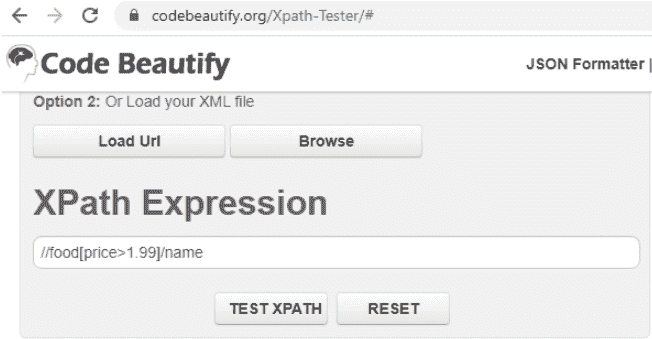 codebeautify.org/Xpath-Tester/#
Code Beautify JSON Formatter |
Option 2: Or Load your XML file
Load Url Browse
XPath Expression
//food[price>1.99]/name
TEST XPATH RESET